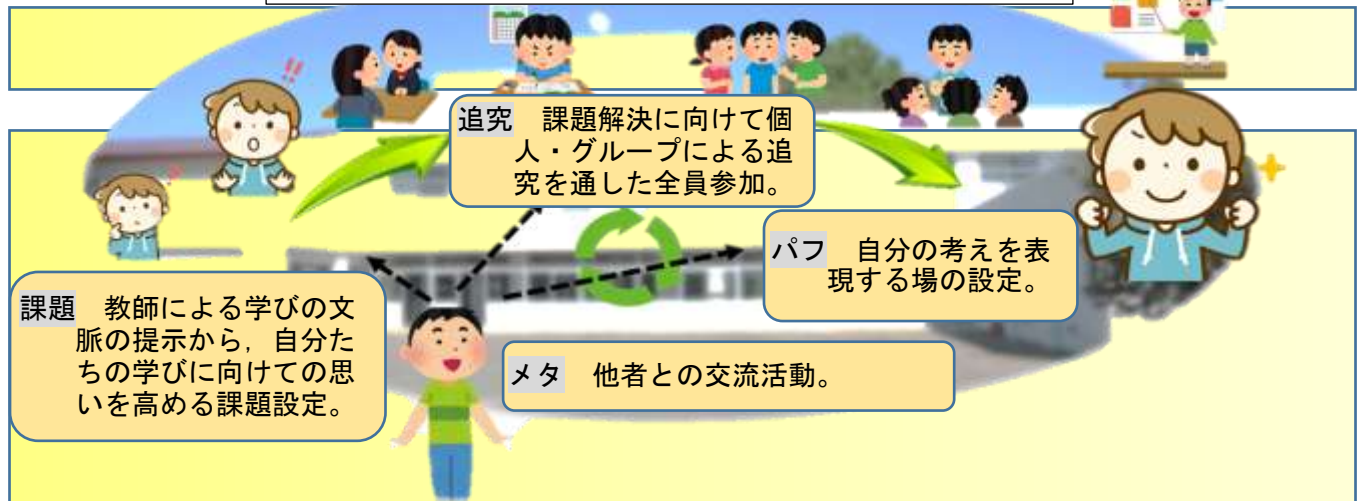 追究　課題解決に向けて個
人・グループによる追
究を通した全員参加。
パフ　自分の考えを表
現する場の設定。
課題　教師による学びの文
脈の提示から，自分た
ちの学びに向けての思
いを高める課題設定。
メタ　他者との交流活動。